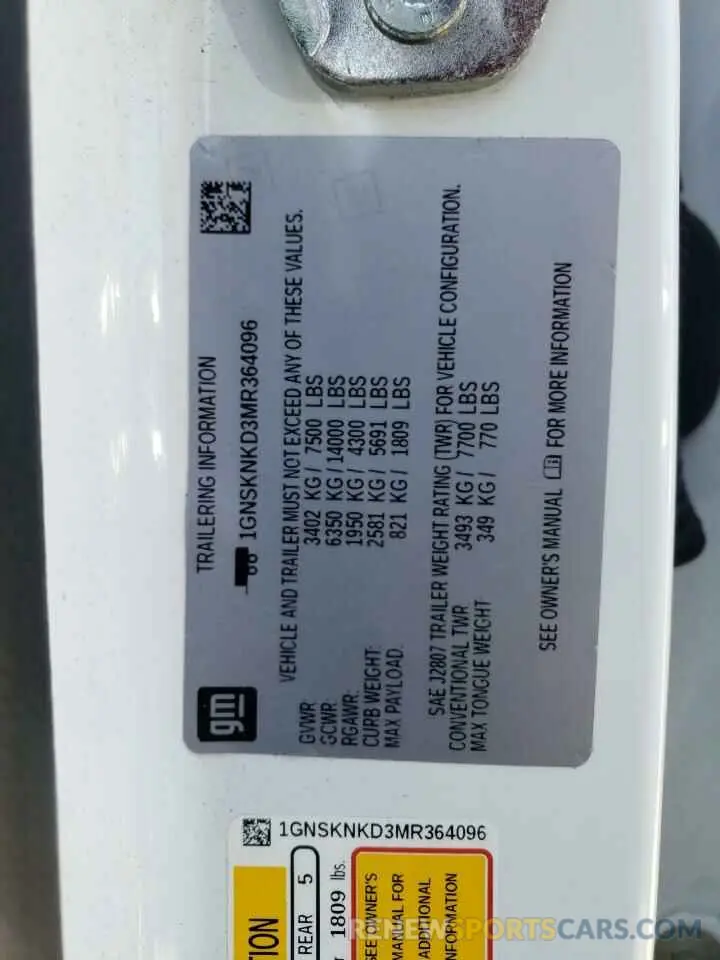 gm
TRAILERING INFORMATION
1GNSKNKD3MR364096
VEHICLE AND TRAILER MUST NOT EXCEED ANY OF THESE VALUES.
GVWR: 3402 KG / 7500 LBS
GCWR: 6350 KG / 14000 LBS
RGAWR: 1950 KG / 4300 LBS
CURB WEIGHT: 2581 KG / 5691 LBS
MAX PAYLOAD. 821 KG / 1809 LBS
SAE J2807 TRAILER WEIGHT RATING (TWR) FOR VEHICLE CONFIGURATION.
CONVENTIONAL TWR 3493 KG / 7700 LBS
MAX TONGUE WEIGHT 349 KG / 770 LBS
SEE OWNER'S MANUAL FOR MORE INFORMATION
1GNSKNKD3MR364096
REAR 5
1809 lbs.
SEE OWNER'S
MANUAL FOR
ADDITIONAL
INFORMATION
RENEWSPORTSCARS.COM